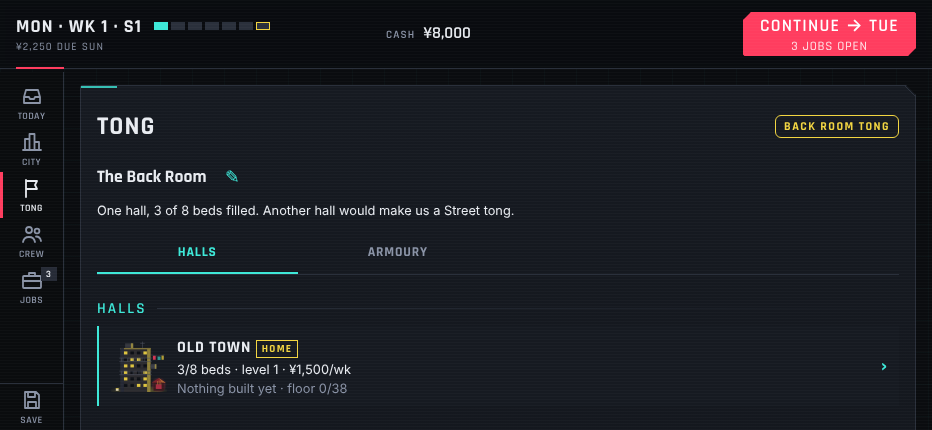 MON · WK 1 · S1
¥2,250 DUE SUN
CASH ¥8,000
CONTINUE → TUE
3 JOBS OPEN
TODAY
CITY
TONG
CREW
3
JOBS
SAVE
TONG
BACK ROOM TONG
The Back Room
One hall, 3 of 8 beds filled. Another hall would make us a Street tong.
HALLS
ARMOURY
HALLS
OLD TOWN HOME
3/8 beds · level 1 · ¥1,500/wk
Nothing built yet · floor 0/38